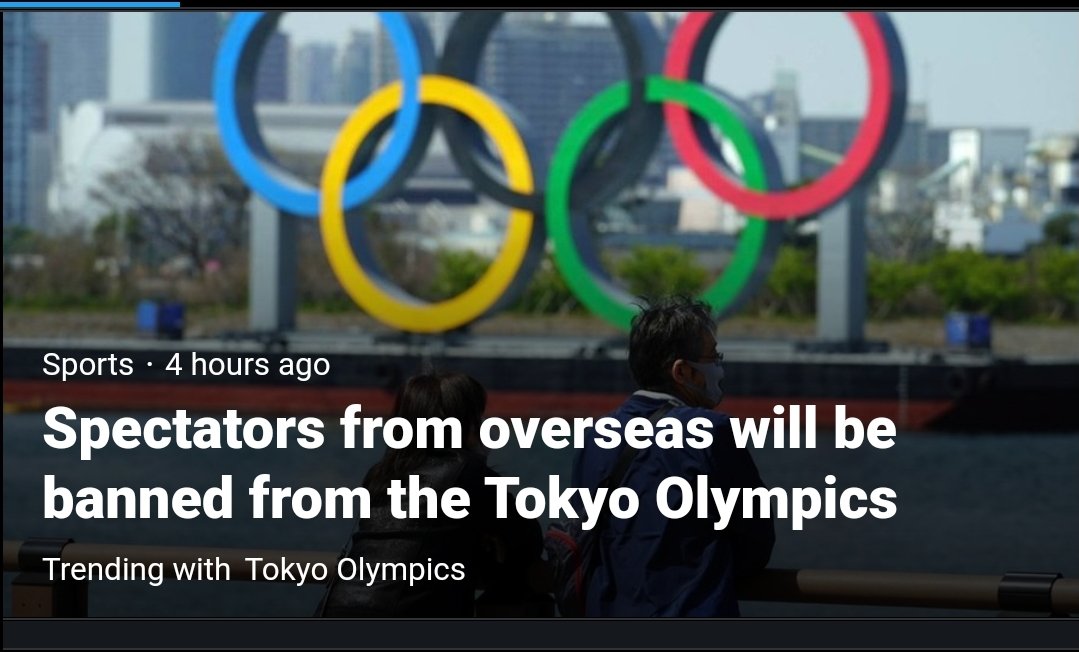 Sports · 4 hours ago
Spectators from overseas will be
banned from the Tokyo Olympics
Trending with Tokyo Olympics